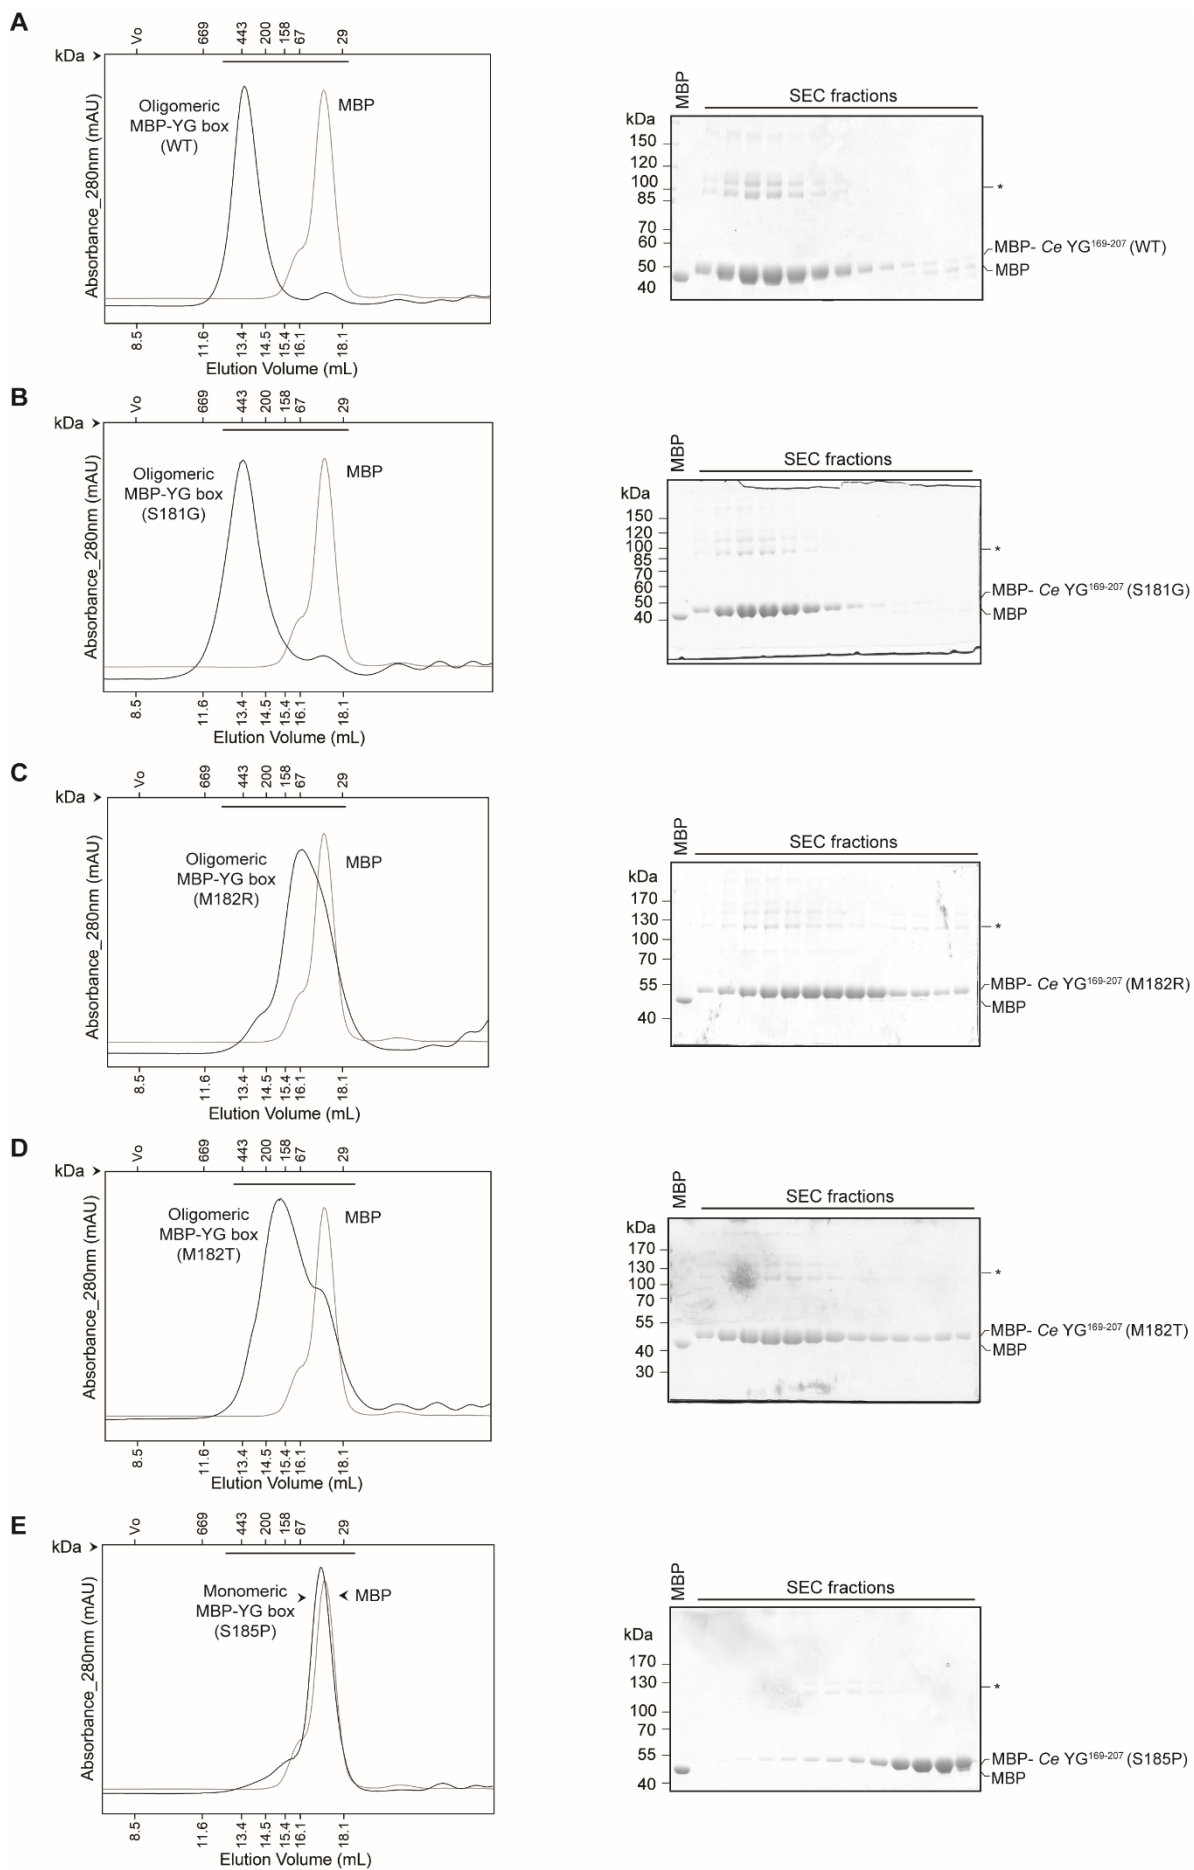 A
Vo 669 443 200 158 67 29
kDa
Absorbance_280nm (mAU)
Oligomeric
MBP-YG box
(WT)
MBP
8.5 11.6 13.4 14.5 15.4 16.1 18.1
Elution Volume (mL)
MBP
SEC fractions
kDa
150
120
100
85
70
60
50
40
*
MBP- Ce YG169-207 (WT)
MBP
B
Vo 669 443 200 158 67 29
kDa
Absorbance_280nm (mAU)
Oligomeric
MBP-YG box
(S181G)
MBP
8.5 11.6 13.4 14.5 15.4 16.1 18.1
Elution Volume (mL)
MBP
SEC fractions
kDa
150
120
100
85
70
60
50
40
*
MBP- Ce YG169-207 (S181G)
MBP
C
Vo 669 443 200 158 67 29
kDa
Absorbance_280nm (mAU)
Oligomeric
MBP-YG box
(M182R)
MBP
8.5 11.6 13.4 14.5 15.4 16.1 18.1
Elution Volume (mL)
MBP
SEC fractions
kDa
170
130
100
70
55
40
*
MBP- Ce YG169-207 (M182R)
MBP
D
Vo 669 443 200 158 67 29
kDa
Absorbance_280nm (mAU)
Oligomeric
MBP-YG box
(M182T)
MBP
8.5 11.6 13.4 14.5 15.4 16.1 18.1
Elution Volume (mL)
MBP
SEC fractions
kDa
170
130
100
70
55
40
30
*
MBP- Ce YG169-207 (M182T)
MBP
E
Vo 669 443 200 158 67 29
kDa
Absorbance_280nm (mAU)
Monomeric
MBP-YG box
(S185P)
MBP
8.5 11.6 13.4 14.5 15.4 16.1 18.1
Elution Volume (mL)
MBP
SEC fractions
kDa
170
130
100
70
55
40
*
MBP- Ce YG169-207 (S185P)
MBP